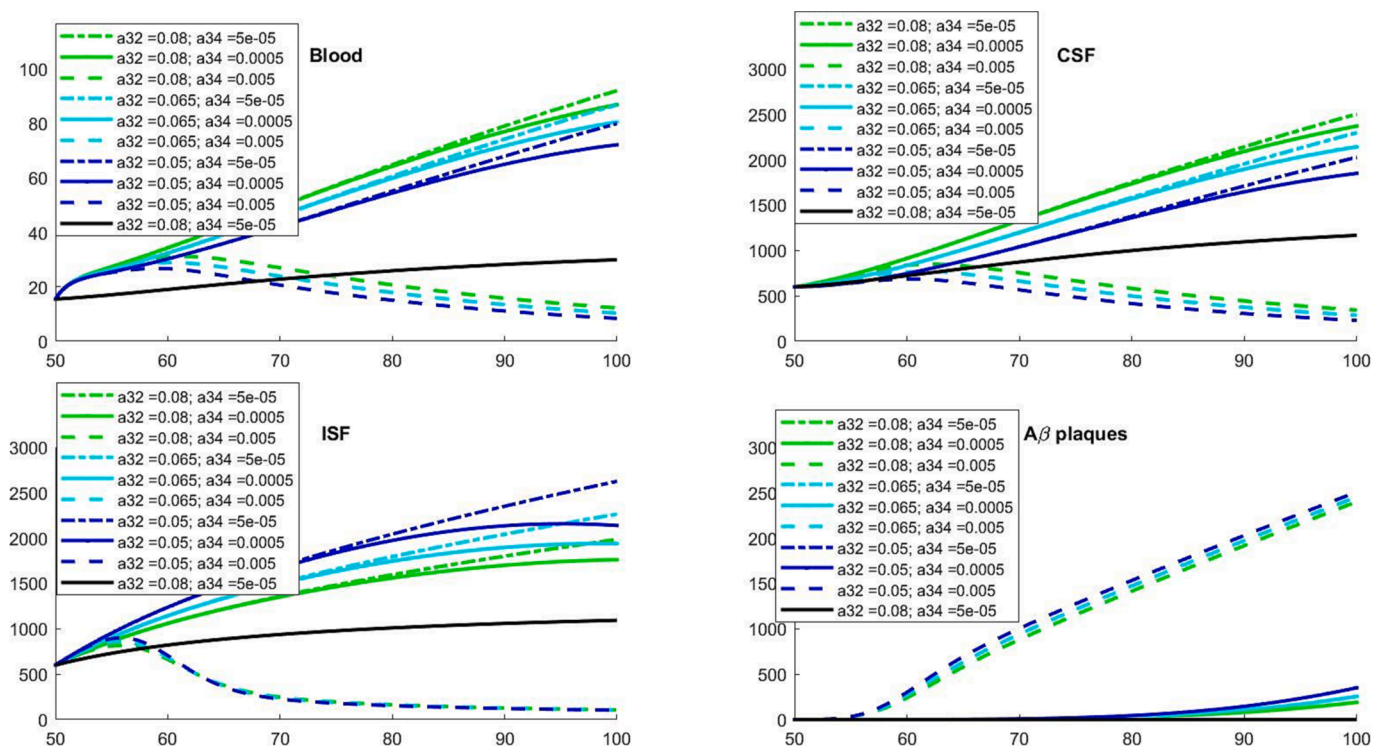 a32 =0.08; a34 =5e-05
a32 =0.08; a34 =0.0005
a32 =0.08; a34 =0.005
a32 =0.065; a34 =5e-05
a32 =0.065; a34 =0.0005
a32 =0.065; a34 =0.005
a32 =0.05; a34 =5e-05
a32 =0.05; a34 =0.0005
a32 =0.05; a34 =0.005
a32 =0.08; a34 =5e-05
Blood
100
80
60
40
20
0
50 60 70 80 90 100
a32 =0.08; a34 =5e-05
a32 =0.08; a34 =0.0005
a32 =0.08; a34 =0.005
a32 =0.065; a34 =5e-05
a32 =0.065; a34 =0.0005
a32 =0.065; a34 =0.005
a32 =0.05; a34 =5e-05
a32 =0.05; a34 =0.0005
a32 =0.05; a34 =0.005
a32 =0.08; a34 =5e-05
CSF
3000
2500
2000
1500
1000
500
0
50 60 70 80 90 100
a32 =0.08; a34 =5e-05
a32 =0.08; a34 =0.0005
a32 =0.08; a34 =0.005
a32 =0.065; a34 =5e-05
a32 =0.065; a34 =0.0005
a32 =0.065; a34 =0.005
a32 =0.05; a34 =5e-05
a32 =0.05; a34 =0.0005
a32 =0.05; a34 =0.005
a32 =0.08; a34 =5e-05
ISF
3000
2500
2000
1500
1000
500
0
50 60 70 80 90 100
a32 =0.08; a34 =5e-05
a32 =0.08; a34 =0.0005
a32 =0.08; a34 =0.005
a32 =0.065; a34 =5e-05
a32 =0.065; a34 =0.0005
a32 =0.065; a34 =0.005
a32 =0.05; a34 =5e-05
a32 =0.05; a34 =0.0005
a32 =0.05; a34 =0.005
a32 =0.08; a34 =5e-05
Aβ plaques
500
0
50 60 70 80 90 100